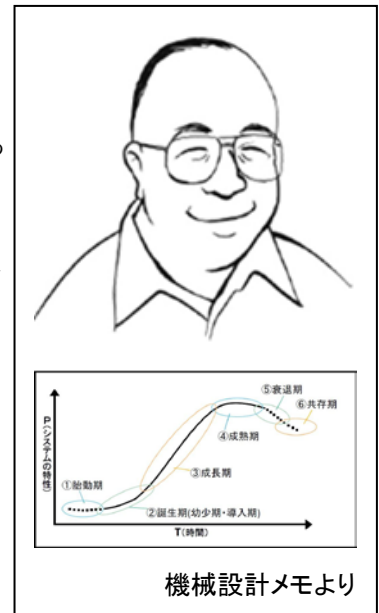 P(システムの特性)
⑤衰退期
⑥共存期
④成熟期
③成長期
①胎動期
②誕生期(幼少期・導入期)
T(時間)
機械設計メモより